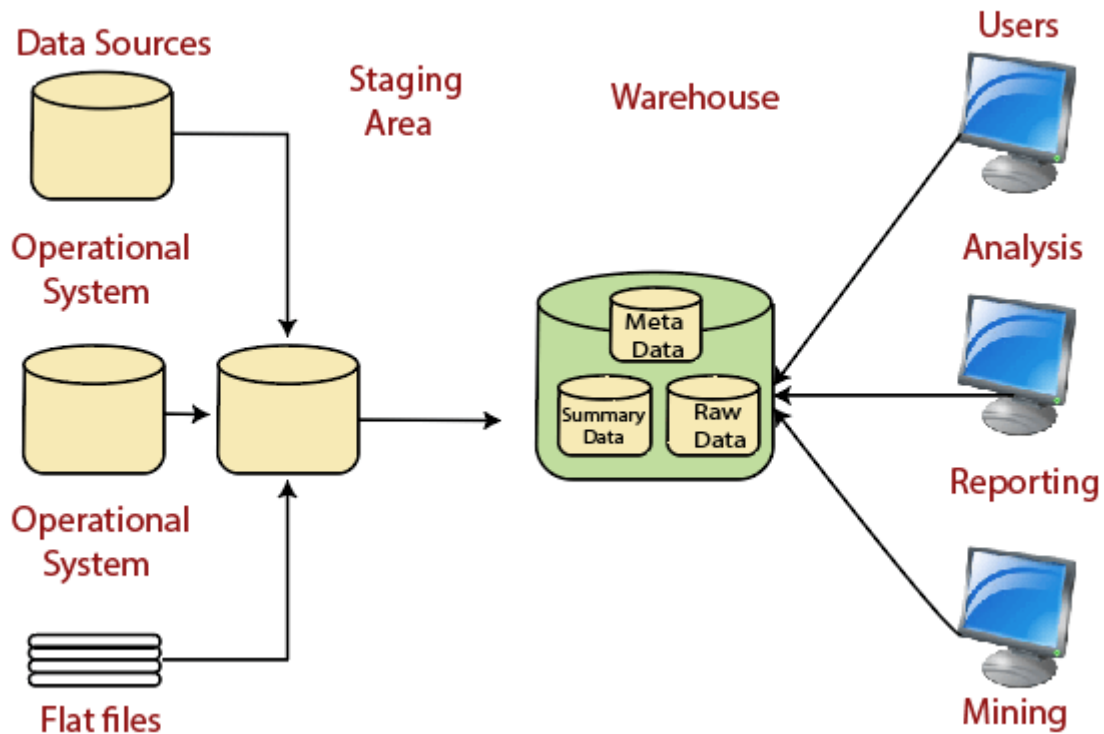 Data Sources
Staging
Area
Warehouse
Users
Operational
System
Analysis
Meta
Data
Summary
Data
Raw
Data
Operational
System
Reporting
Flat files
Mining